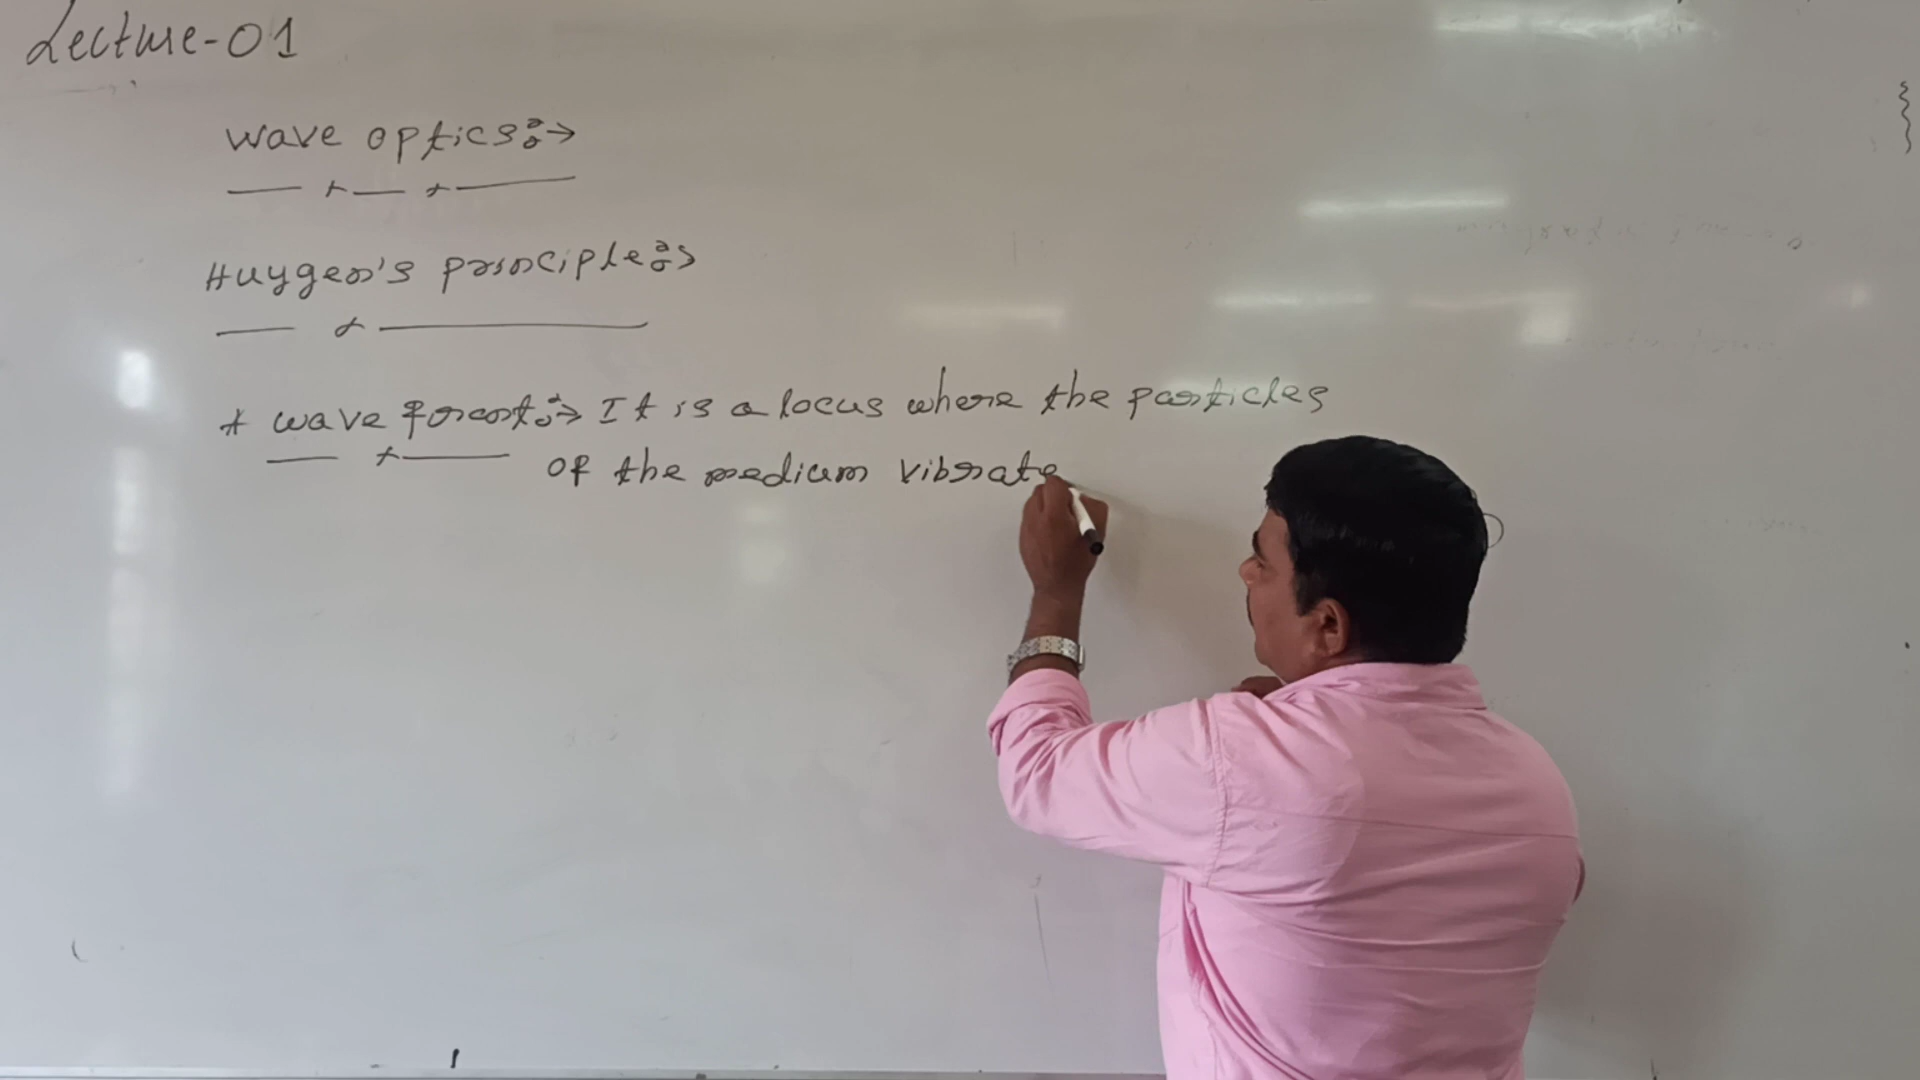 Lecture-01
Wave optics:→
Huygen's principle:→
* Wave front:→ It is a locus where the particles
of the medium vibrate